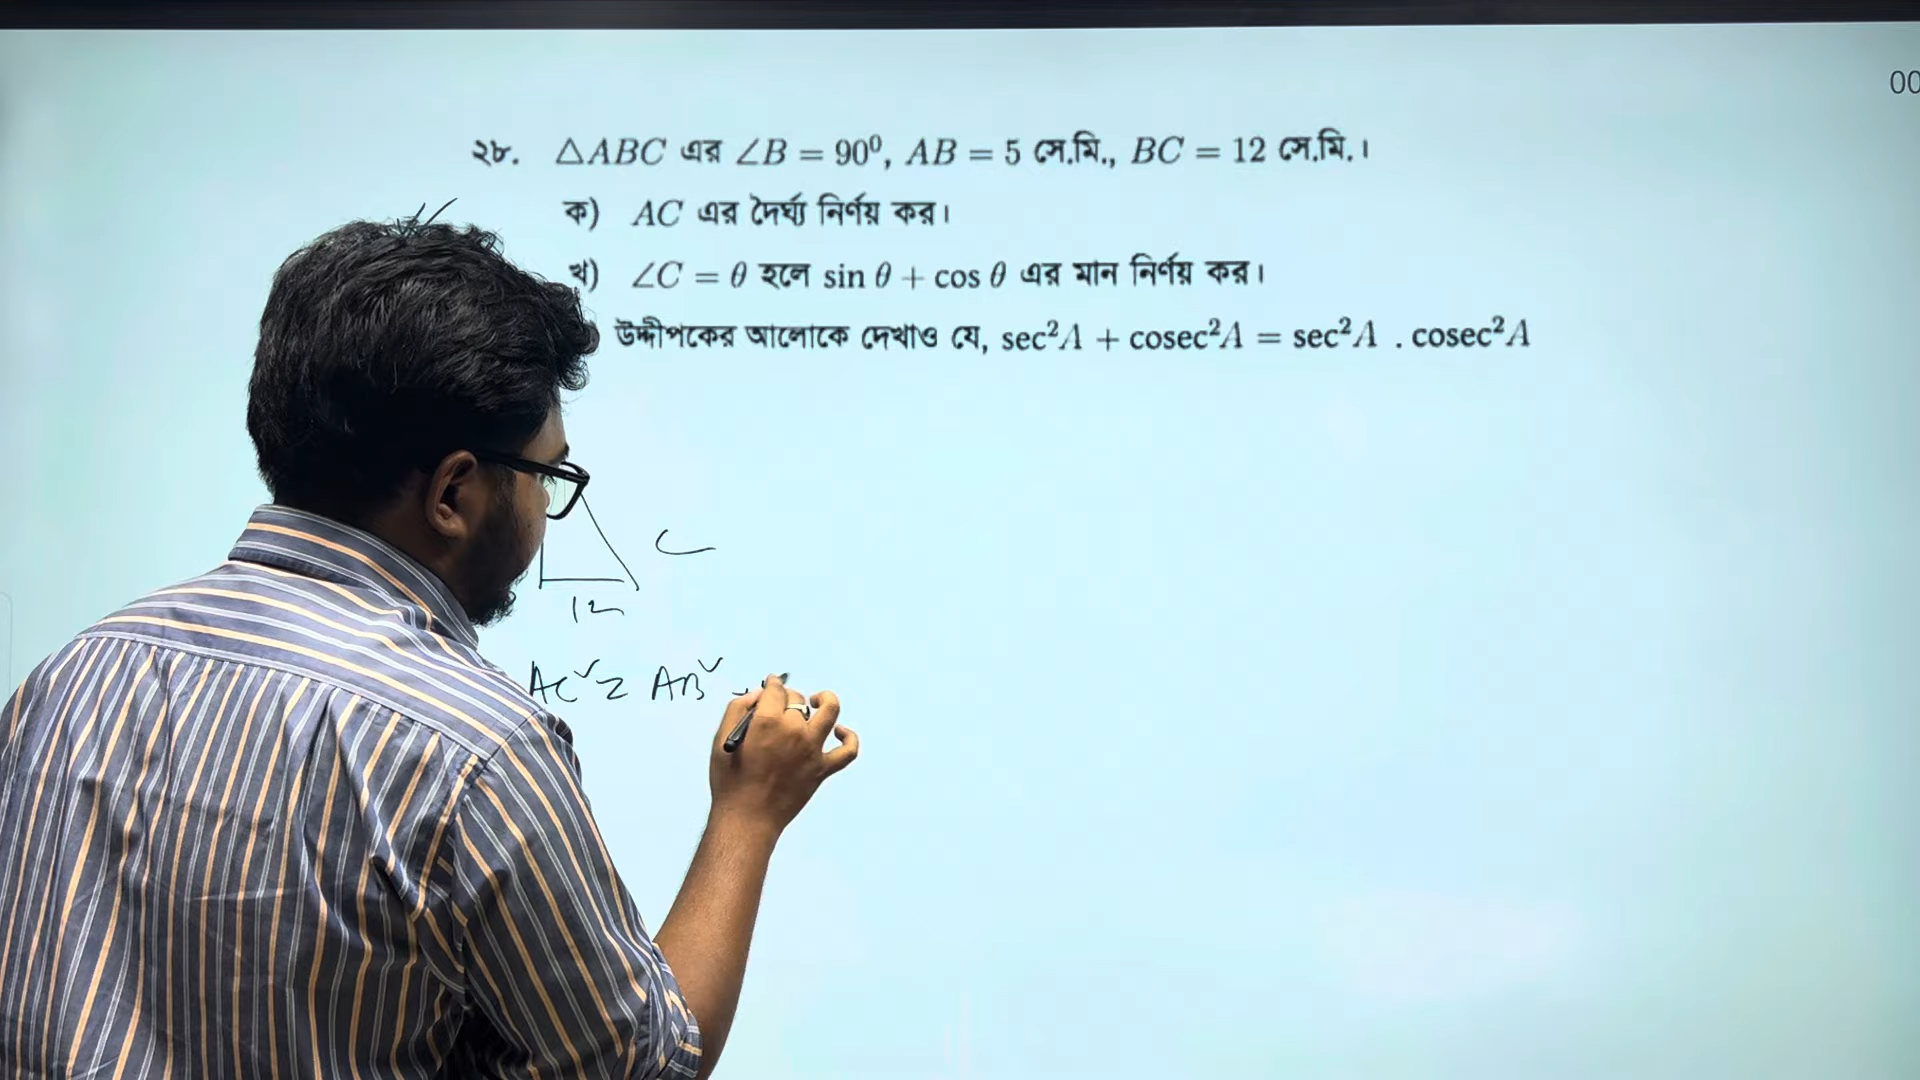 00
২৮. △ABC এর ∠B = 90⁰, AB = 5 সে.মি., BC = 12 সে.মি.।
ক) AC এর দৈর্ঘ্য নির্ণয় কর।
খ) ∠C = θ হলে sin θ + cos θ এর মান নির্ণয় কর।
উদ্দীপকের আলোকে দেখাও যে, sec²A + cosec²A = sec²A . cosec²A
C
12
AC² = AB² +